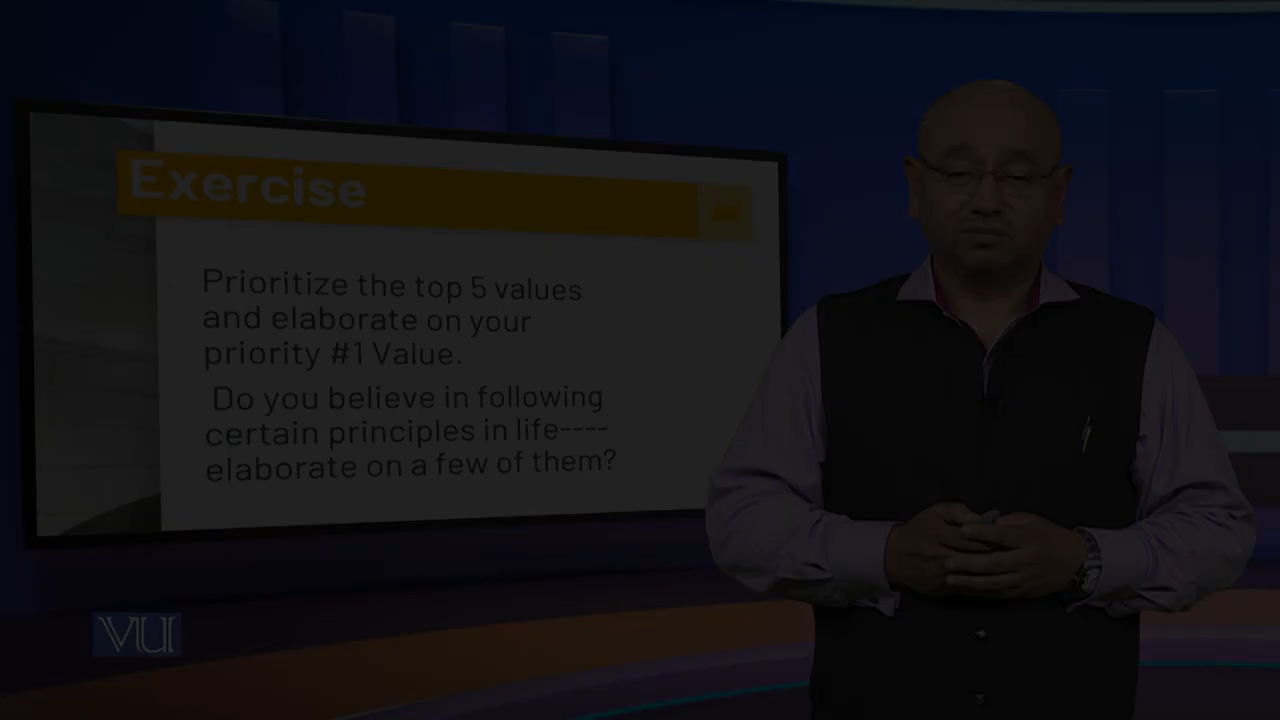 Exercise
Prioritize the top 5 values
and elaborate on your
priority #1 Value.
Do you believe in following
certain principles in life----
elaborate on a few of them?
VU